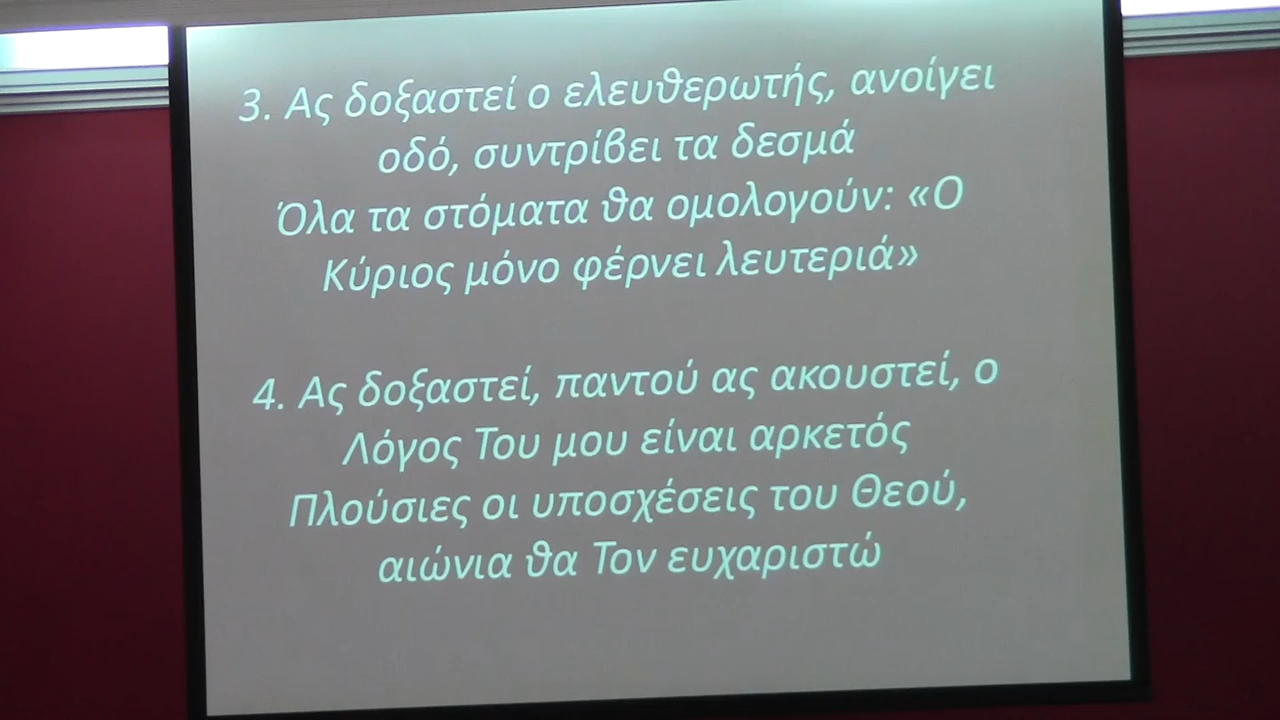 3. Ας δοξαστεί ο ελευθερωτής, ανοίγει
οδό, συντρίβει τα δεσμά
Όλα τα στόματα θα ομολογούν: «Ο
Κύριος μόνο φέρνει λευτεριά»
4. Ας δοξαστεί, παντού ας ακουστεί, ο
Λόγος Του μου είναι αρκετός
Πλούσιες οι υποσχέσεις του Θεού,
αιώνια θα Τον ευχαριστώ